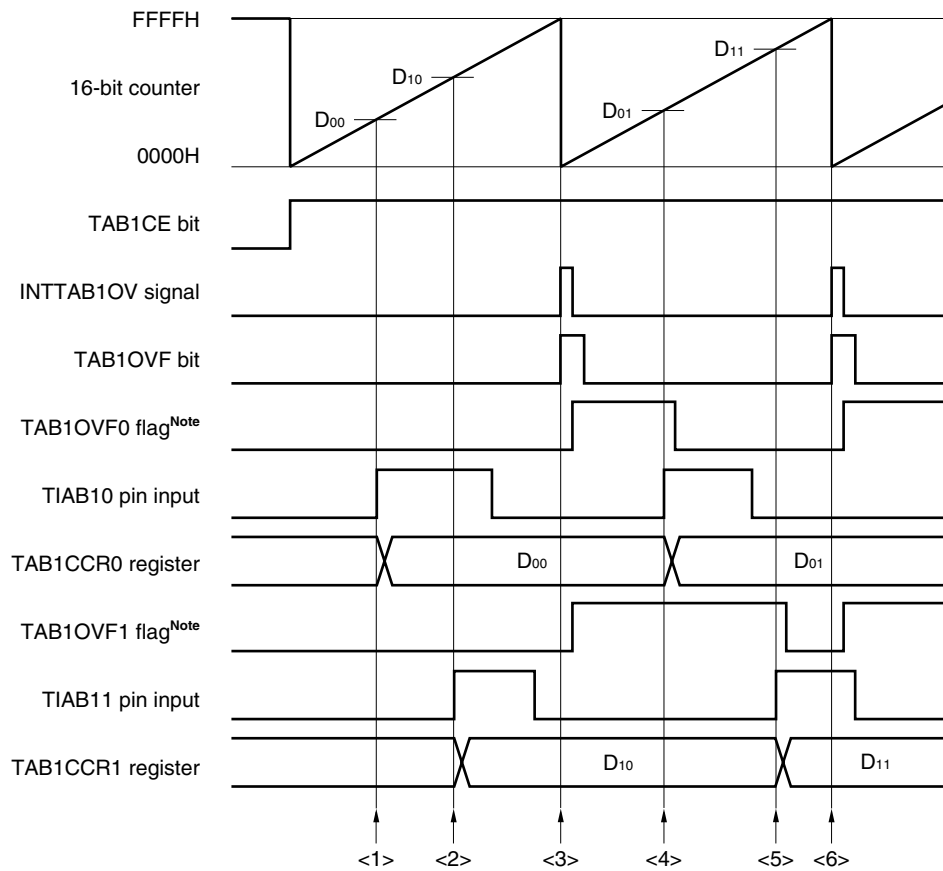 FFFFH
D11
D10
16-bit counter
D01
D00
0000H
TAB1CE bit
INTTAB1OV signal
TAB1OVF bit
TAB1OVF0 flagNote
TIAB10 pin input
TAB1CCR0 register
D00
D01
TAB1OVF1 flagNote
TIAB11 pin input
TAB1CCR1 register
D10
D11
<1> <2> <3> <4> <5> <6>